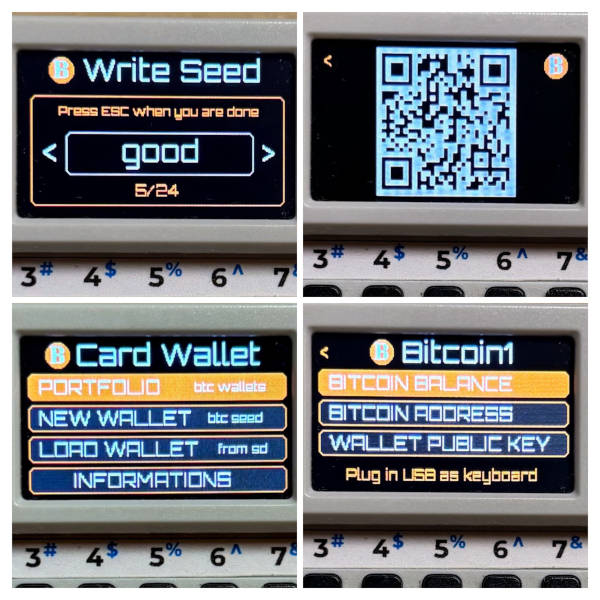 Write Seed
Press ESC when you are done
< good >
5/24
3# 4$ 5% 6^ 7&
<
3# 4$ 5% 6^ 7&
Card Wallet
PORTFOLIO btc wallets
NEW WALLET btc seed
LOAD WALLET from sd
INFORMATIONS
3# 4$ 5% 6^ 7&
< Bitcoin1
BITCOIN BALANCE
BITCOIN ADDRESS
WALLET PUBLIC KEY
Plug in USB as keyboard
3# 4$ 5% 6^ 7&